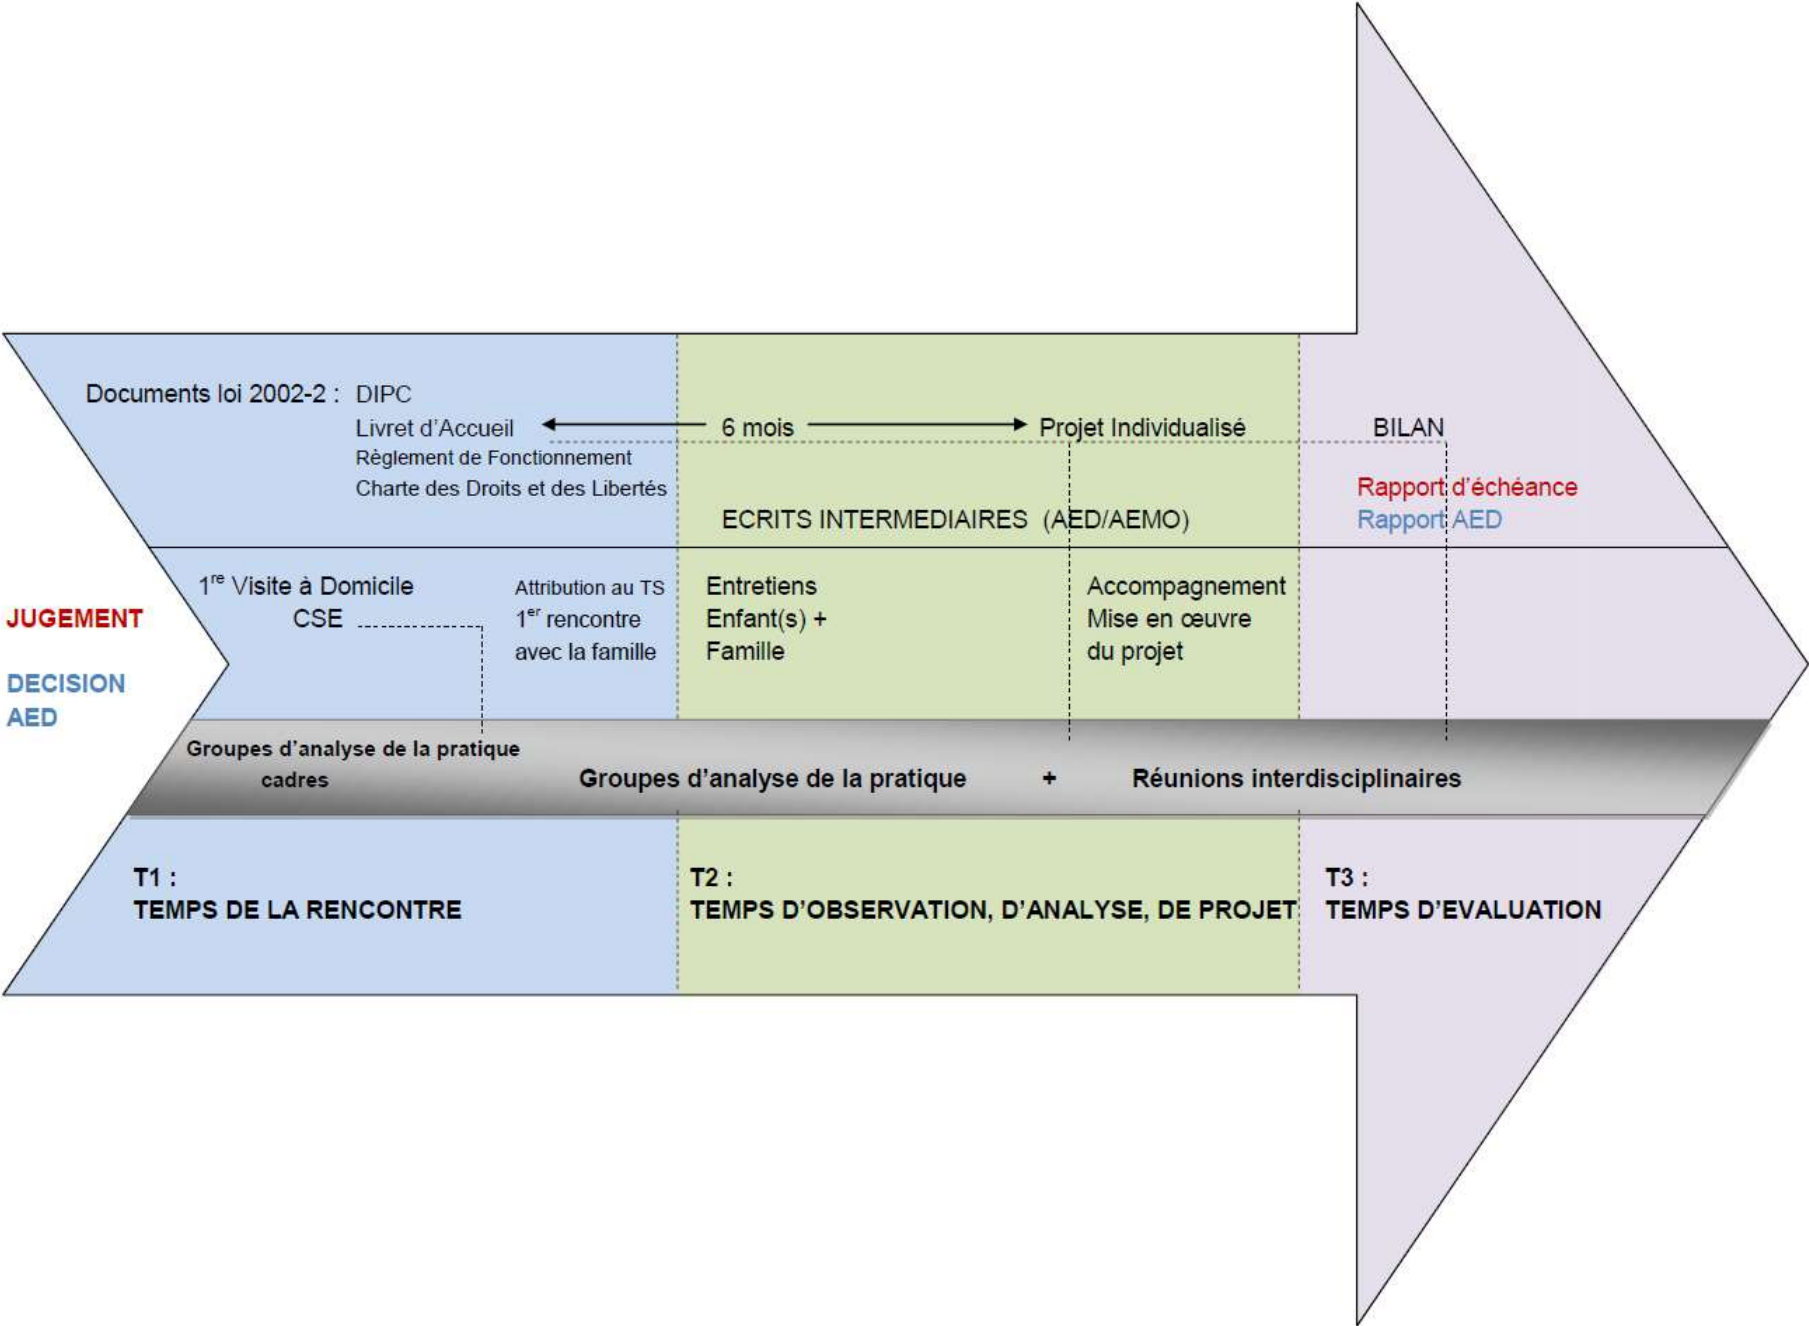 Documents loi 2002-2 : DIPC
Livret d'Accueil 6 mois Projet Individualisé BILAN
Règlement de Fonctionnement
Charte des Droits et des Libertés
Rapport d'échéance
ECRITS INTERMEDIAIRES (AED/AEMO) Rapport AED
JUGEMENT
DECISION
AED
1re Visite à Domicile
CSE
Attribution au TS
1er rencontre
avec la famille
Entretiens
Enfant(s) +
Famille
Accompagnement
Mise en œuvre
du projet
Groupes d'analyse de la pratique
cadres
Groupes d'analyse de la pratique + Réunions interdisciplinaires
T1 :
TEMPS DE LA RENCONTRE
T2 :
TEMPS D'OBSERVATION, D'ANALYSE, DE PROJET
T3 :
TEMPS D'EVALUATION